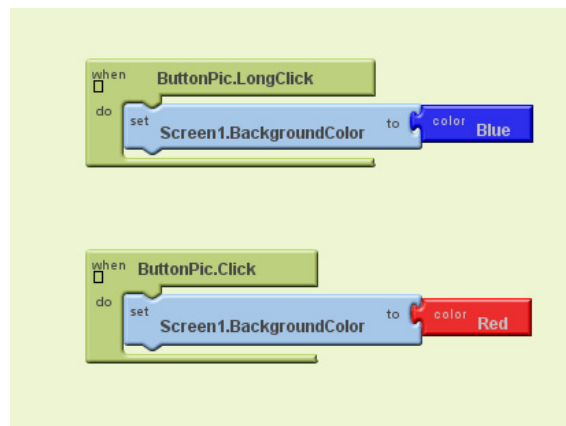 when ButtonPic.LongClick
do
set Screen1.BackgroundColor to color Blue
when ButtonPic.Click
do
set Screen1.BackgroundColor to color Red